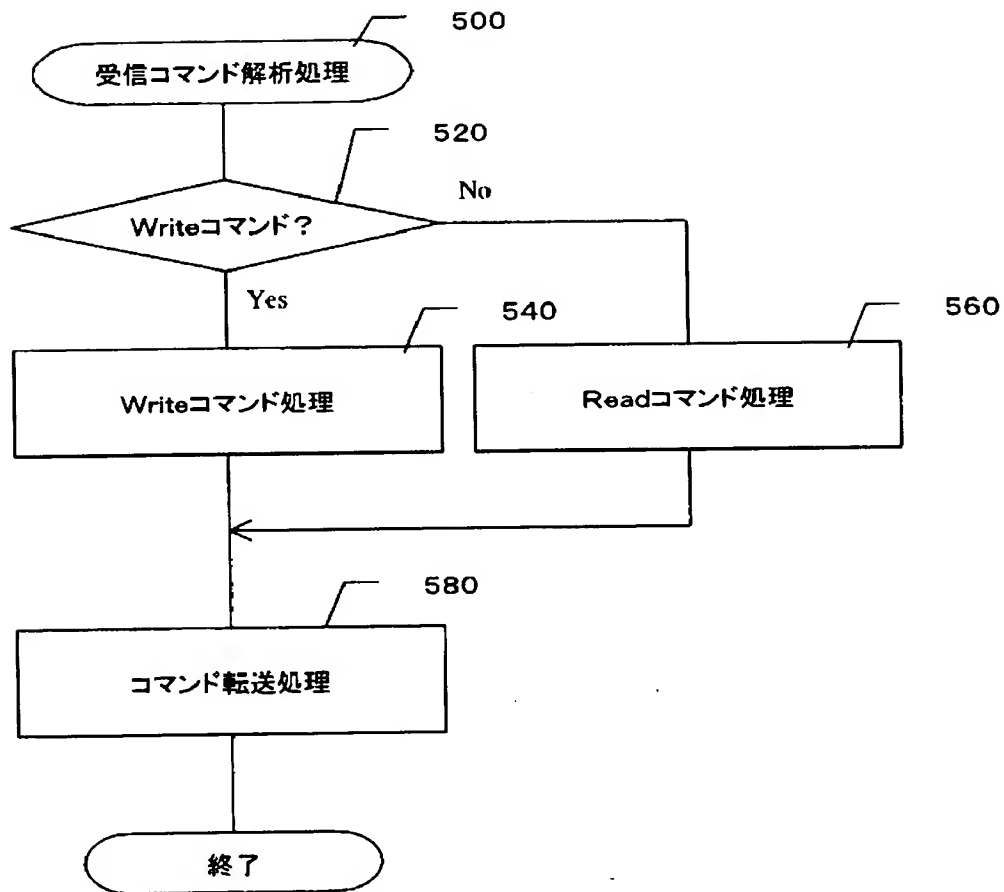 500
受信コマンド解析処理
520
No
Writeコマンド？
Yes
540
560
Writeコマンド処理
Readコマンド処理
580
コマンド転送処理
終了